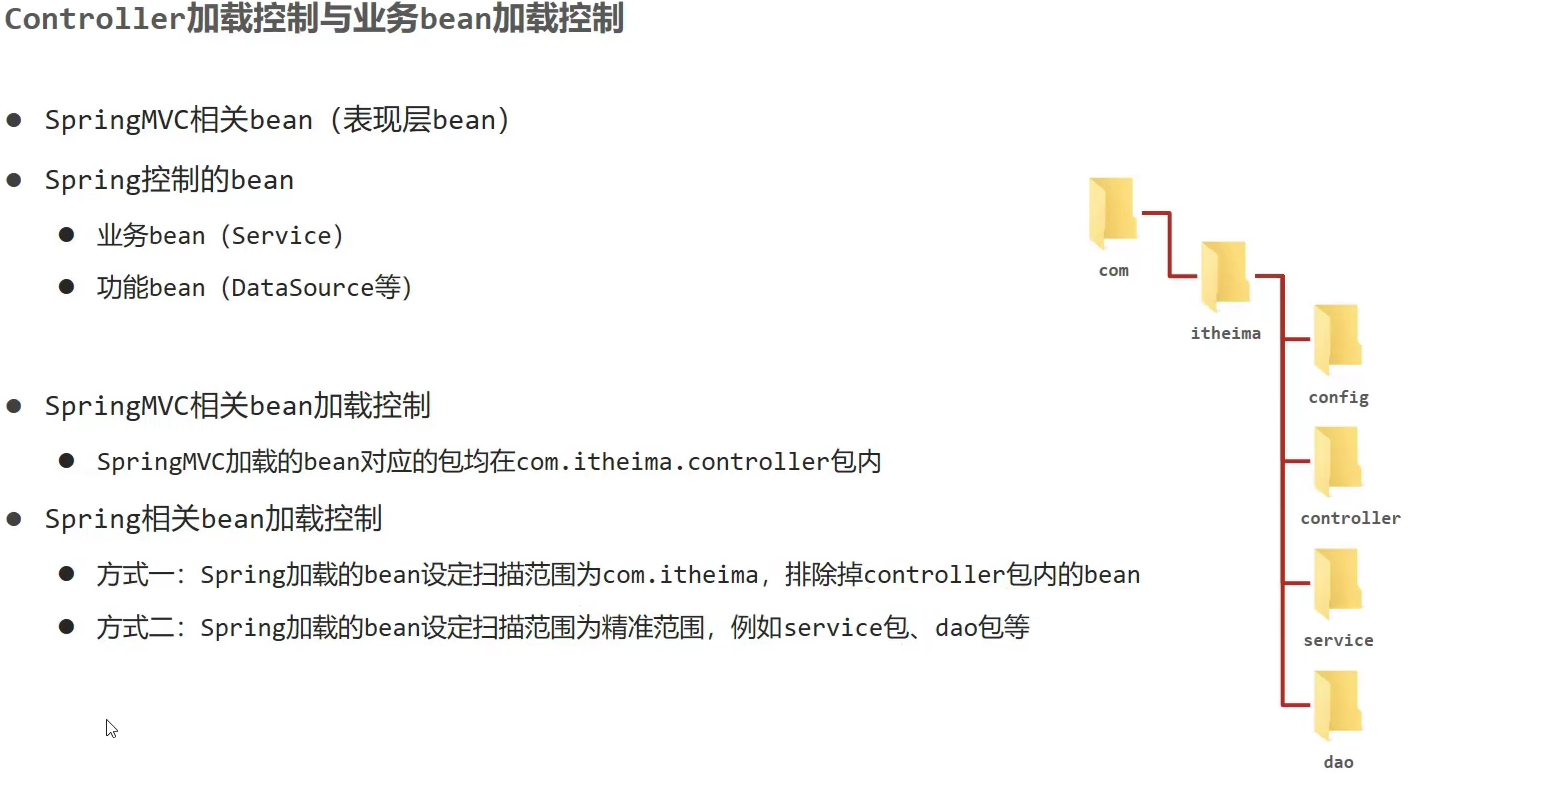 Controller加载控制与业务bean加载控制
SpringMVC相关bean（表现层bean）
Spring控制的bean
业务bean（Service）
功能bean（DataSource等）
SpringMVC相关bean加载控制
SpringMVC加载的bean对应的包均在com.itheima.controller包内
Spring相关bean加载控制
方式一：Spring加载的bean设定扫描范围为com.itheima，排除掉controller包内的bean
方式二：Spring加载的bean设定扫描范围为精准范围，例如service包、dao包等
com
itheima
config
controller
service
dao